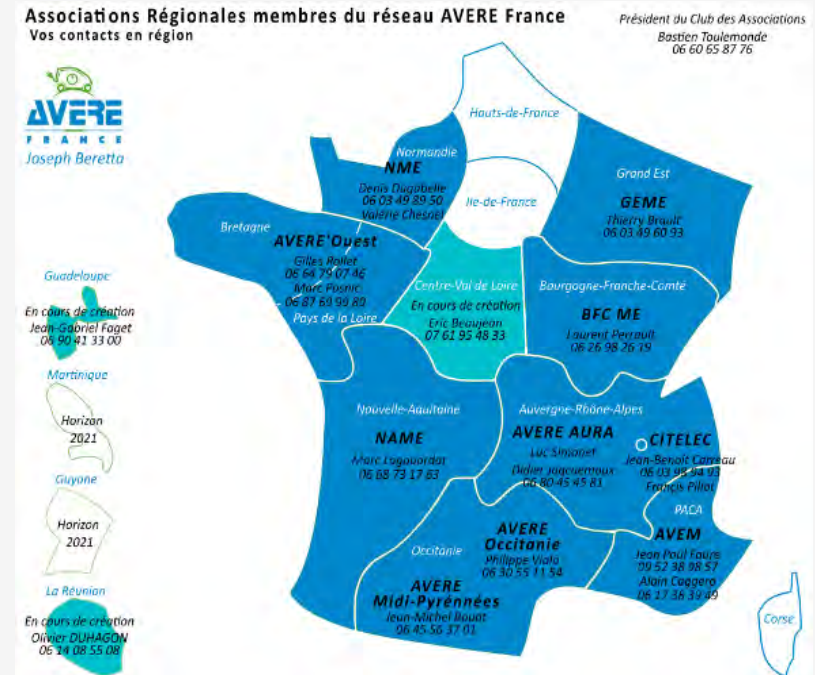 Associations Régionales membres du réseau AVERE France
Vos contacts en région
Président du Club des Associations
Bastien Toulemonde
06 60 65 87 76
AVERE
FRANCE
Joseph Beretta
Hauts-de-France
Normandie
NME
Denis Dugabelle
06 03 49 89 50
Valérie Chesnel
Ile-de-France
Grand Est
GEME
Thierry Brault
06 03 49 60 93
Bretagne
AVERE'Ouest
Gilles Rollet
06 64 79 07 46
Marc Posnic
06 87 69 99 89
Pays de la Loire
Centre-Val de Loire
En cours de création
Eric Beaujean
07 61 95 48 33
Bourgogne-Franche-Comté
BFC ME
Laurent Perrault
06 26 98 26 19
Guadeloupe
En cours de création
Jean-Gabriel Faget
06 90 41 33 00
Martinique
Horizon
2021
Guyane
Horizon
2021
La Réunion
En cours de création
Olivier DUHAGON
06 14 08 55 08
Nouvelle-Aquitaine
NAME
Marc
06 68 73 17 63
Auvergne-Rhône-Alpes
AVERE AURA
Luc Simonet
Didier Jacquemoux
06 80 45 45 81
CITELEC
Jean-Benoit Carreau
06 03 98 94 93
Francis Pillot
PACA
AVEM
Jean Paul Faure
09 52 38 98 57
Alain Caggero
06 17 36 39 49
Occitanie
AVERE
Occitanie
Philippe Viala
06 30 55 11 54
AVERE
Midi-Pyrénnées
Jean-Michel Bouat
06 45 56 37 01
Corse